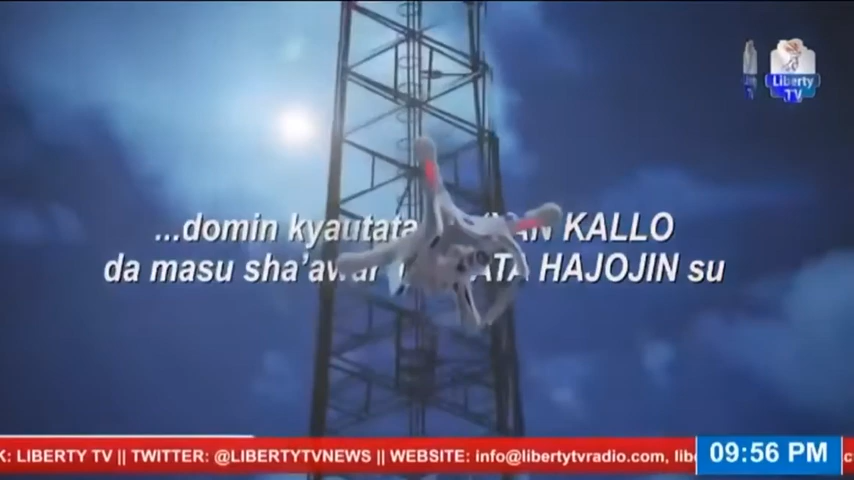 Liberty
TV
...domin kyautata KALLO
da masu sha'awar HAJOJIN su
K: LIBERTY TV || TWITTER: @LIBERTYTVNEWS || WEBSITE: info@libertytvradio.com, lib
09:56 PM